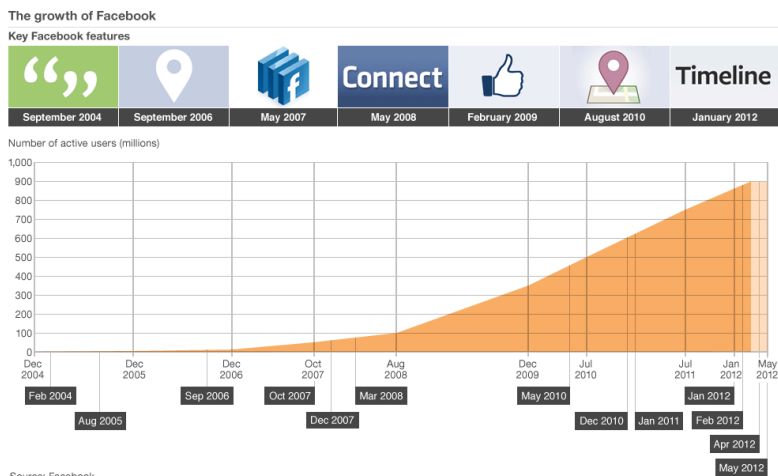 The growth of Facebook
Key Facebook features
f
Connect
Timeline
September 2004
September 2006
May 2007
May 2008
February 2009
August 2010
January 2012
Number of active users (millions)
1,000
900
800
700
600
500
400
300
200
100
0
Dec 2004
Dec 2005
Dec 2006
Oct 2007
Aug 2008
Dec 2009
Jul 2010
Jul 2011
Jan 2012
May 2012
Feb 2004
Sep 2006
Oct 2007
Mar 2008
May 2010
Jan 2012
Aug 2005
Dec 2007
Dec 2010
Jan 2011
Feb 2012
Apr 2012
May 2012
Source: Facebook